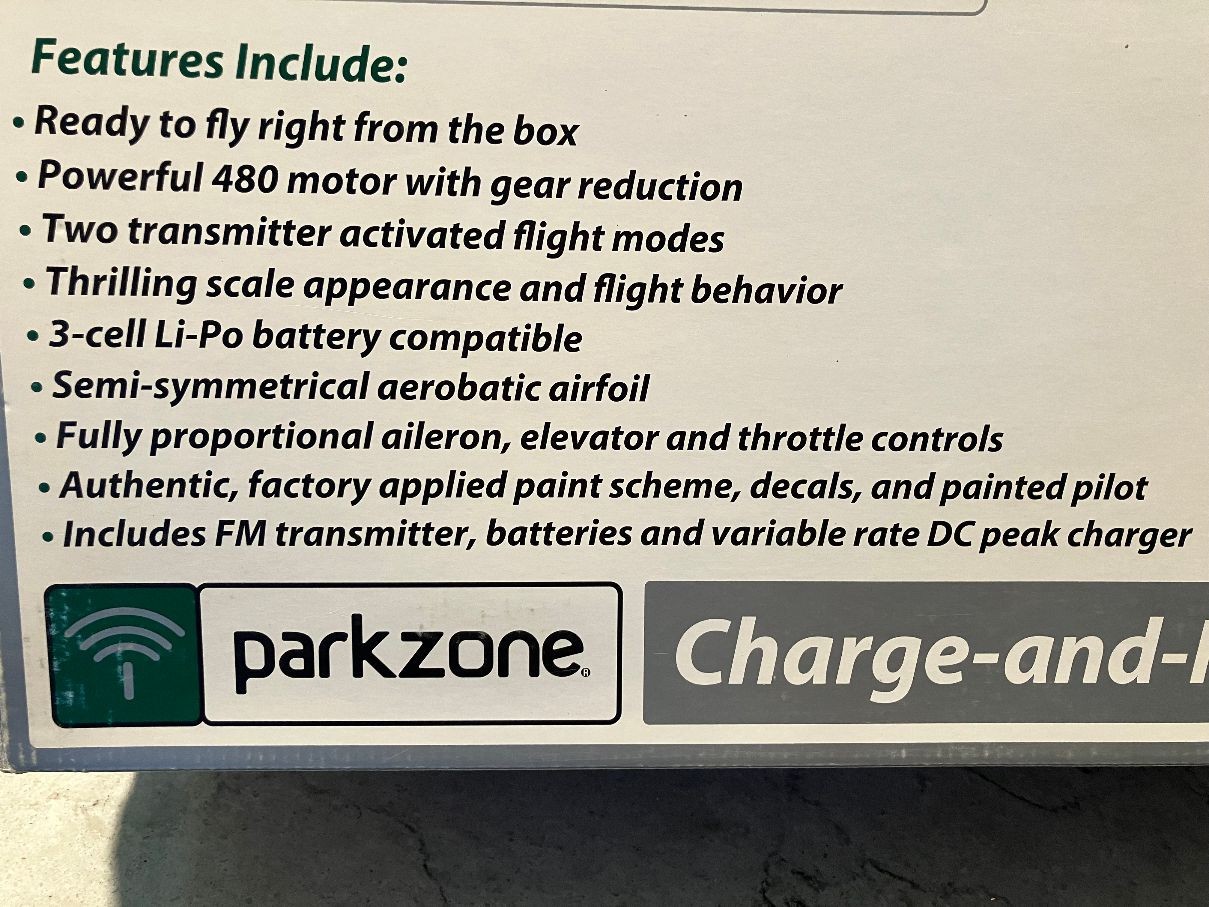 Features Include:
• Ready to fly right from the box
• Powerful 480 motor with gear reduction
• Two transmitter activated flight modes
• Thrilling scale appearance and flight behavior
• 3-cell Li-Po battery compatible
• Semi-symmetrical aerobatic airfoil
• Fully proportional aileron, elevator and throttle controls
• Authentic, factory applied paint scheme, decals, and painted pilot
• Includes FM transmitter, batteries and variable rate DC peak charger
parkzone®
Charge-and-